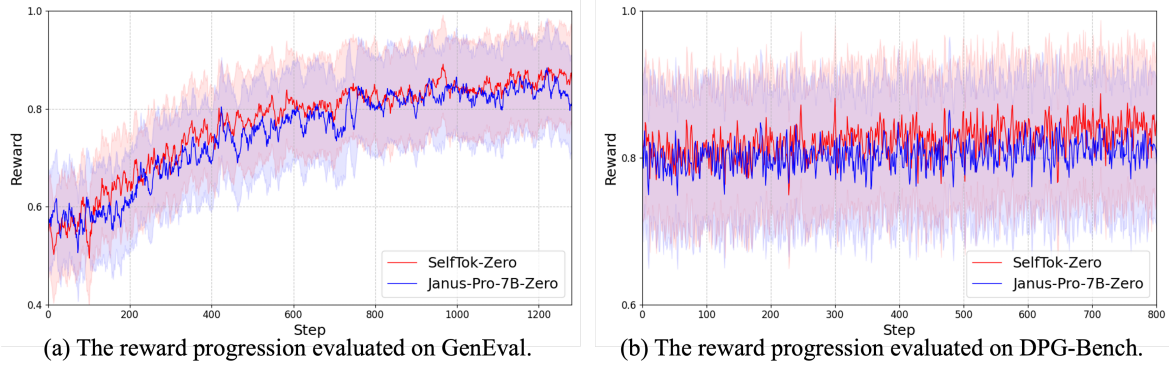 1.0
0.8
0.6
0.4
Reward
0
200
400
600
800
1000
1200
Step
SelfTok-Zero
Janus-Pro-7B-Zero
(a) The reward progression evaluated on GenEval.
1.0
0.8
0.6
Reward
0
100
200
300
400
500
600
700
800
Step
SelfTok-Zero
Janus-Pro-7B-Zero
(b) The reward progression evaluated on DPG-Bench.